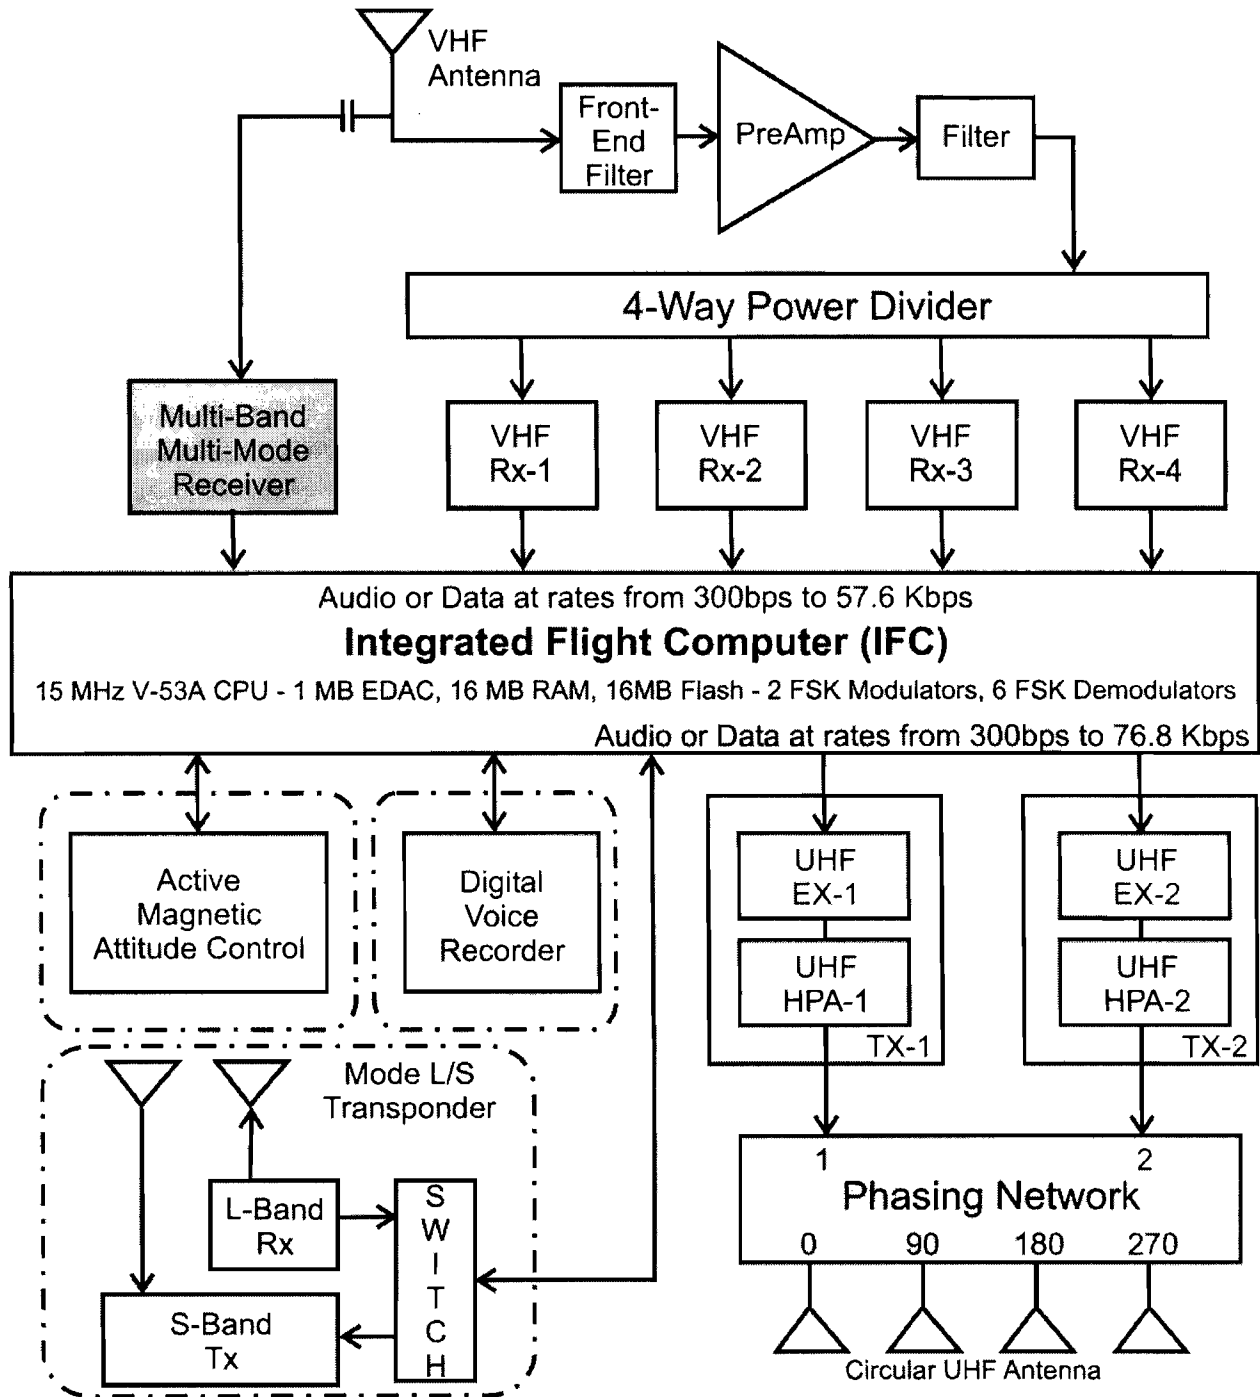 VHF
Antenna
Front-
End
Filter
PreAmp
Filter
4-Way Power Divider
Multi-Band
Multi-Mode
Receiver
VHF
Rx-1
VHF
Rx-2
VHF
Rx-3
VHF
Rx-4
Audio or Data at rates from 300bps to 57.6 Kbps
Integrated Flight Computer (IFC)
15 MHz V-53A CPU - 1 MB EDAC, 16 MB RAM, 16MB Flash - 2 FSK Modulators, 6 FSK Demodulators
Audio or Data at rates from 300bps to 76.8 Kbps
Active
Magnetic
Attitude Control
Digital
Voice
Recorder
UHF
EX-1
UHF
HPA-1
TX-1
UHF
EX-2
UHF
HPA-2
TX-2
Mode L/S
Transponder
L-Band
Rx
S
W
I
T
C
H
S-Band
Tx
1 2
Phasing Network
0 90 180 270
Circular UHF Antenna